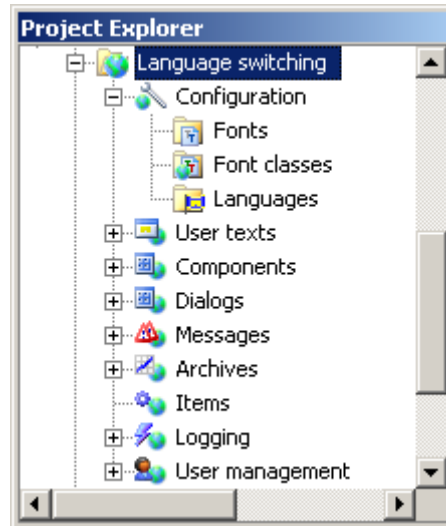 Project Explorer
Language switching
Configuration
Fonts
Font classes
Languages
User texts
Components
Dialogs
Messages
Archives
Items
Logging
User management